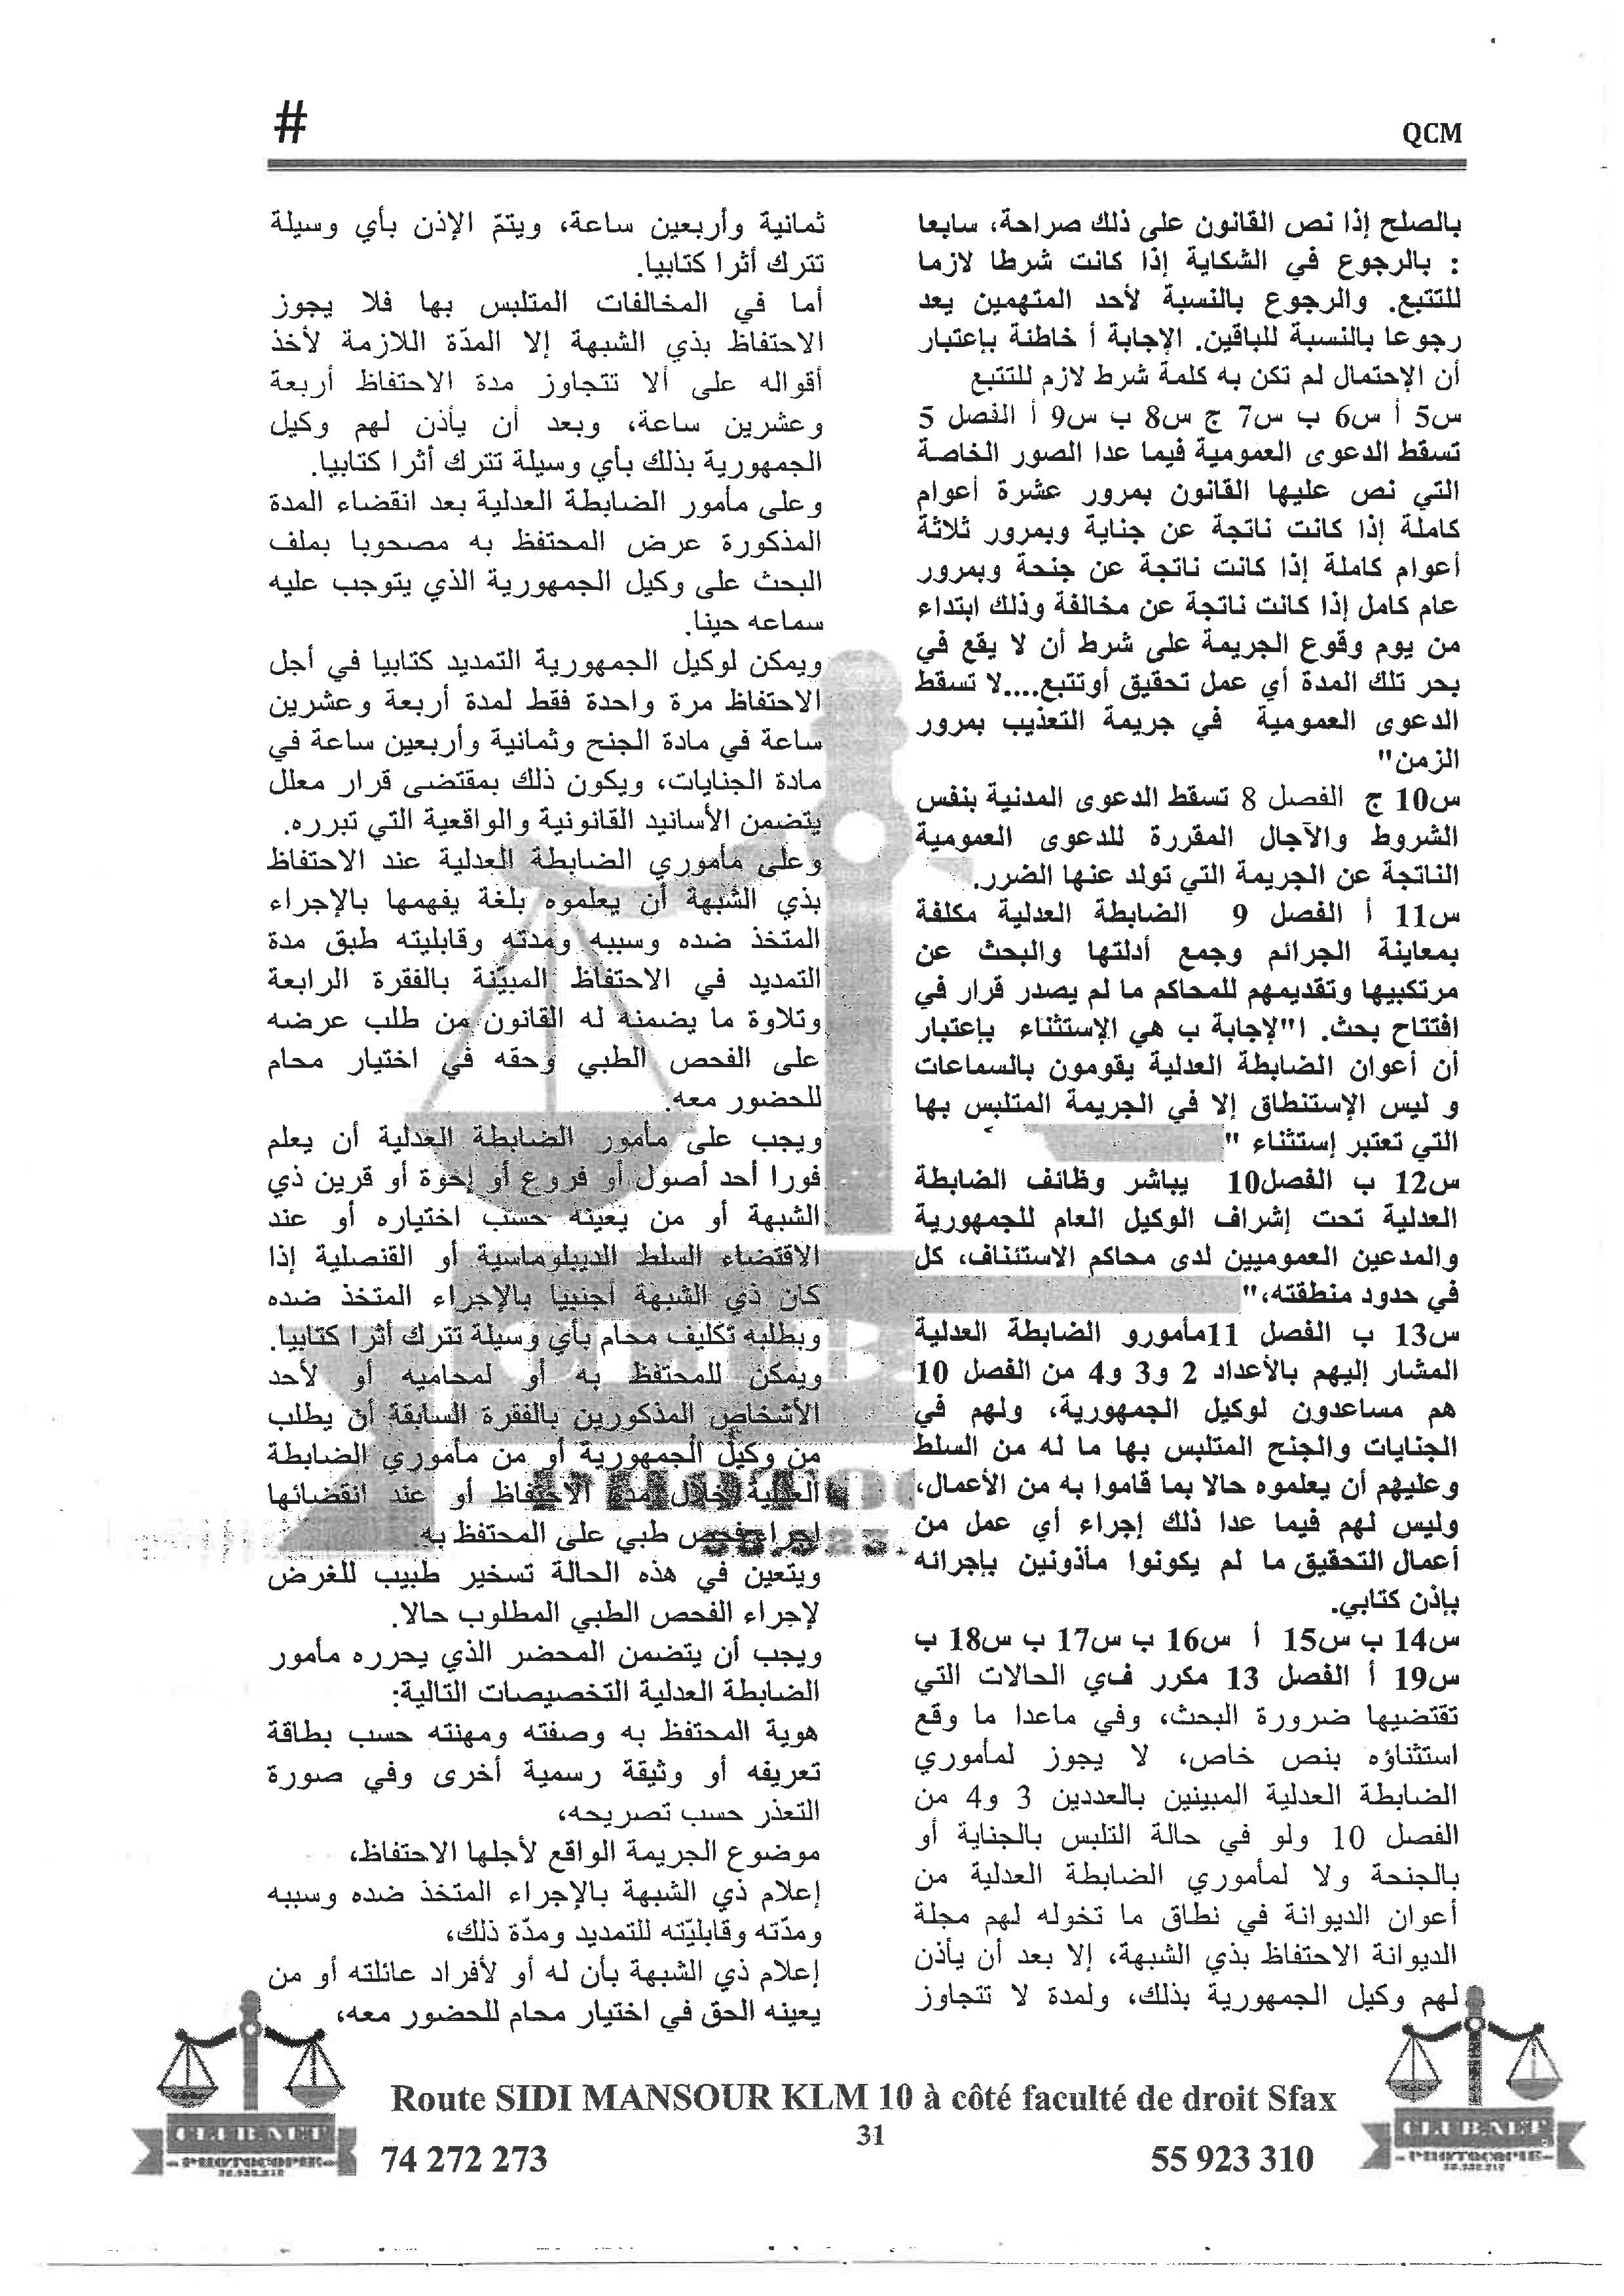 #
QCM
بالصلح إذا نص القانون على ذلك صراحة، سابعا
: بالرجوع في الشكاية إذا كانت شرطا لازما
للتتبع. والرجوع بالنسبة لأحد المتهمين يعد
رجوعا بالنسبة للباقين. الإجابة أ خاطئة بإعتبار
أن الإحتمال لم تكن به كلمة شرط لازم للتتبع
س5 أ س6 ب س7 ج س8 ب س9 أ الفصل 5
تسقط الدعوى العمومية فيما عدا الصور الخاصة
التي نص عليها القانون بمرور عشرة أعوام
كاملة إذا كانت ناتجة عن جناية وبمرور ثلاثة
أعوام كاملة إذا كانت ناتجة عن جنحة وبمرور
عام كامل إذا كانت ناتجة عن مخالفة وذلك ابتداء
من يوم وقوع الجريمة على شرط أن لا يقع في
بحر تلك المدة أي عمل تحقيق أوتتبع....لا تسقط
الدعوى العمومية في جريمة التعذيب بمرور
الزمن"
س10 ج الفصل 8 تسقط الدعوى المدنية بنفس
الشروط والآجال المقررة للدعوى العمومية
الناتجة عن الجريمة التي تولد عنها الضرر.
س11 أ الفصل 9 الضابطة العدلية مكلفة
بمعاينة الجرائم وجمع أدلتها والبحث عن
مرتكبيها وتقديمهم للمحاكم ما لم يصدر قرار في
افتتاح بحث. ا"لإجابة ب هي الإستثناء بإعتبار
أن أعوان الضابطة العدلية يقومون بالسماعات
و ليس الإستنطاق إلا في الجريمة المتلبس بها
التي تعتبر إستثناء "
س12 ب الفصل10 يباشر وظائف الضابطة
العدلية تحت إشراف الوكيل العام للجمهورية
والمدعين العموميين لدى محاكم الاستئناف، كل
في حدود منطقته،"
س13 ب الفصل 11مأمورو الضابطة العدلية
المشار إليهم بالأعداد 2 و3 و4 من الفصل 10
هم مساعدون لوكيل الجمهورية، ولهم في
الجنايات والجنح المتلبس بها ما له من السلط
وعليهم أن يعلموه حالا بما قاموا به من الأعمال،
وليس لهم فيما عدا ذلك إجراء أي عمل من
أعمال التحقيق ما لم يكونوا مأذونين بإجرائه
بإذن كتابي.
س14 ب س15 أ س16 ب س17 ب س18 ب
س19 أ الفصل 13 مكرر في الحالات التي
تقتضيها ضرورة البحث، وفي ماعدا ما وقع
استثناؤه بنص خاص، لا يجوز لمأموري
الضابطة العدلية المبينين بالعددين 3 و4 من
الفصل 10 ولو في حالة التلبس بالجناية أو
بالجنحة ولا لمأموري الضابطة العدلية من
أعوان الديوانة في نطاق ما تخوله لهم مجلة
الديوانة الاحتفاظ بذي الشبهة، إلا بعد أن يأذن
لهم وكيل الجمهورية بذلك، ولمدة لا تتجاوز
ثمانية وأربعين ساعة، ويتمّ الإذن بأي وسيلة
تترك أثرا كتابيا.
أما في المخالفات المتلبس بها فلا يجوز
الاحتفاظ بذي الشبهة إلا المدّة اللازمة لأخذ
أقواله على ألا تتجاوز مدة الاحتفاظ أربعة
وعشرين ساعة، وبعد أن يأذن لهم وكيل
الجمهورية بذلك بأي وسيلة تترك أثرا كتابيا.
وعلى مأمور الضابطة العدلية بعد انقضاء المدة
المذكورة عرض المحتفظ به مصحوبا بملف
البحث على وكيل الجمهورية الذي يتوجب عليه
سماعه حينا.
ويمكن لوكيل الجمهورية التمديد كتابيا في أجل
الاحتفاظ مرة واحدة فقط لمدة أربعة وعشرين
ساعة في مادة الجنح وثمانية وأربعين ساعة في
مادة الجنايات، ويكون ذلك بمقتضى قرار معلل
يتضمن الأسانيد القانونية والواقعية التي تبرره.
وعلى مأموري الضابطة العدلية عند الاحتفاظ
بذي الشبهة أن يعلموه بلغة يفهمها بالإجراء
المتخذ ضده وسببه ومدته وقابليته طبق مدة
التمديد في الاحتفاظ المبيّنة بالفقرة الرابعة
وتلاوة ما يضمنه له القانون من طلب عرضه
على الفحص الطبي وحقه في اختيار محام
للحضور معه.
ويجب على مأمور الضابطة العدلية أن يعلم
فورا أحد أصول أو فروع أو إخوة أو قرين ذي
الشبهة أو من يعينه حسب اختياره أو عند
الاقتضاء السلط الديبلوماسية أو القنصلية إذا
كان ذي الشبهة أجنبيا بالإجراء المتخذ ضده
وبطلبه تكليف محام بأي وسيلة تترك أثرا كتابيا.
ويمكن للمحتفظ به أو لمحاميه أو لأحد
الأشخاص المذكورين بالفقرة السابقة أن يطلب
من وكيل الجمهورية أو من مأموري الضابطة
العدلية خلال مدة الاحتفاظ أو عند انقضائها
إجراء فحص طبي على المحتفظ به.
ويتعين في هذه الحالة تسخير طبيب للغرض
لإجراء الفحص الطبي المطلوب حالا.
ويجب أن يتضمن المحضر الذي يحرره مأمور
الضابطة العدلية التخصيصات التالية:
هوية المحتفظ به وصفته ومهنته حسب بطاقة
تعريفه أو وثيقة رسمية أخرى وفي صورة
التعذر حسب تصريحه،
موضوع الجريمة الواقع لأجلها الاحتفاظ،
إعلام ذي الشبهة بالإجراء المتخذ ضده وسببه
ومدّته وقابليّته للتمديد ومدّة ذلك،
إعلام ذي الشبهة بأن له أو لأفراد عائلته أو من
يعينه الحق في اختيار محام للحضور معه،
Route SIDI MANSOUR KLM 10 à côté faculté de droit Sfax
31
74 272 273
55 923 310